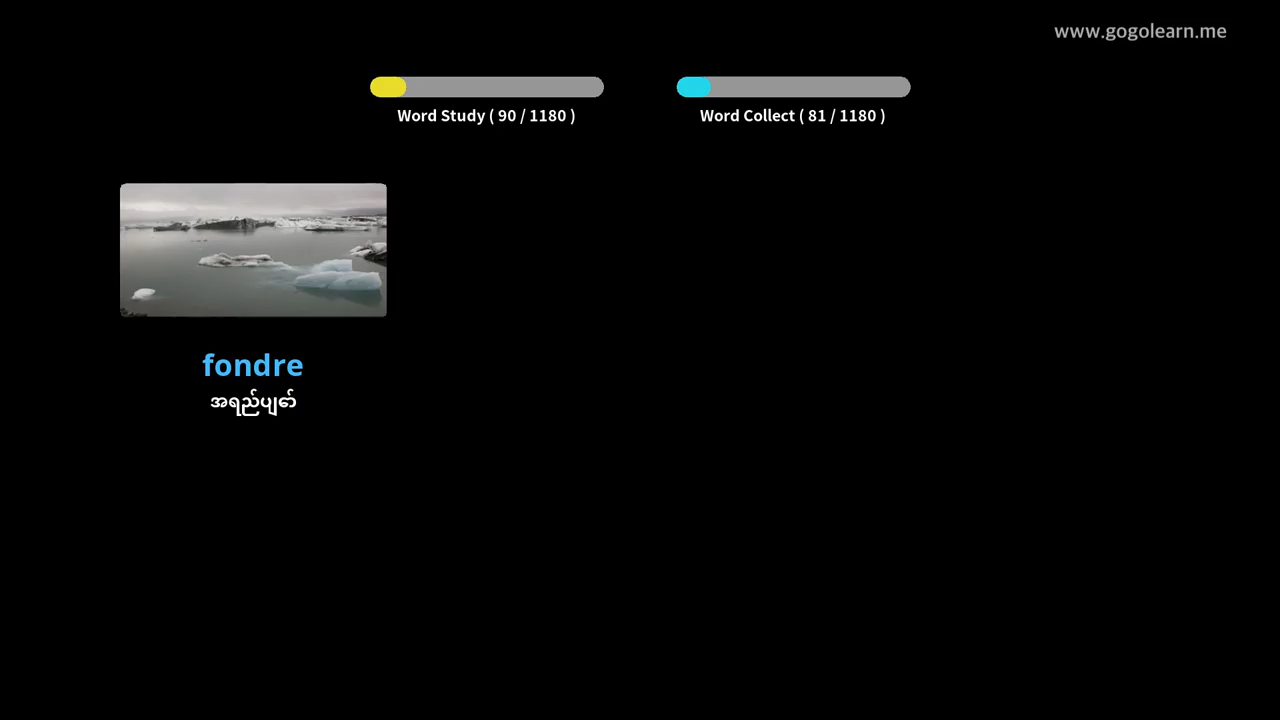 www.gogolearn.me
Word Study ( 90 / 1180 )
Word Collect ( 81 / 1180 )
fondre
အရည်ပျော်